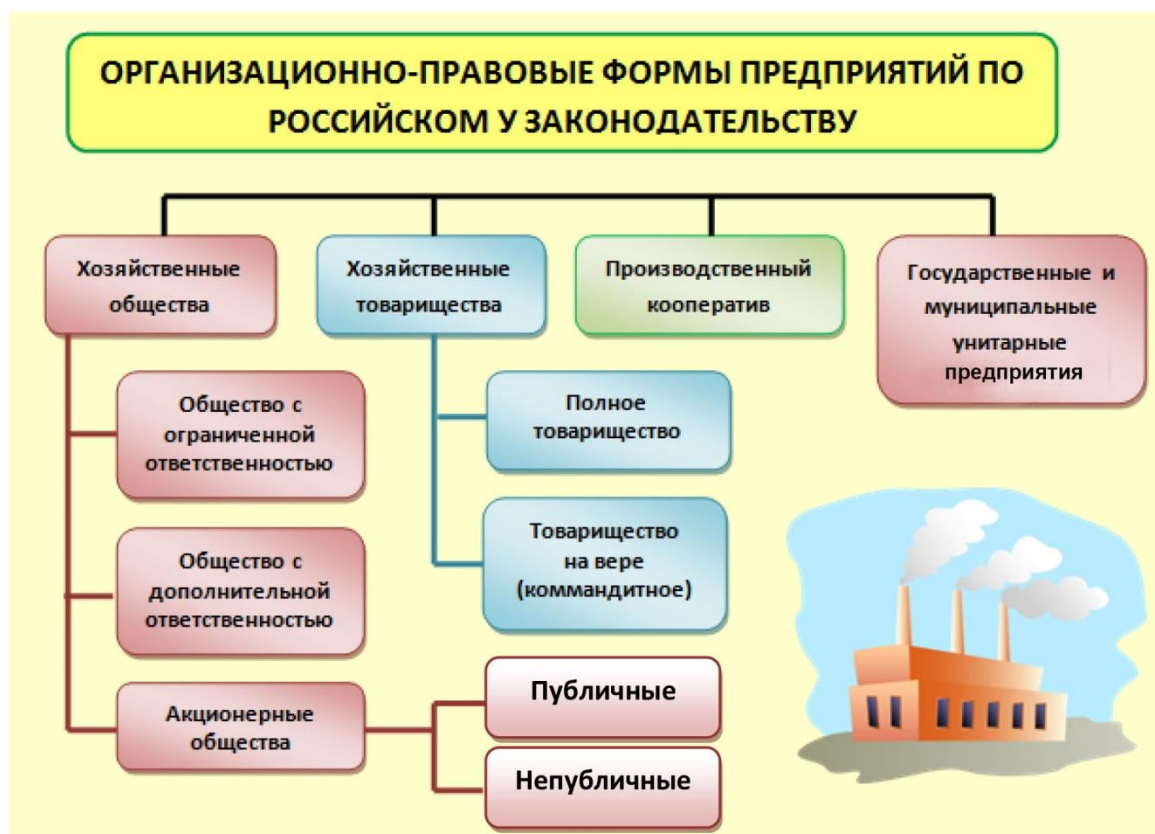 ОРГАНИЗАЦИОННО-ПРАВОВЫЕ ФОРМЫ ПРЕДПРИЯТИЙ ПО
РОССИЙСКОМ У ЗАКОНОДАТЕЛЬСТВУ
Хозяйственные
общества
Хозяйственные
товарищества
Производственный
кооператив
Государственные и
муниципальные
унитарные
предприятия
Общество с
ограниченной
ответственностью
Полное
товарищество
Общество с
дополнительной
ответственностью
Товарищество
на вере
(коммандитное)
Акционерные
общества
Публичные
Непубличные